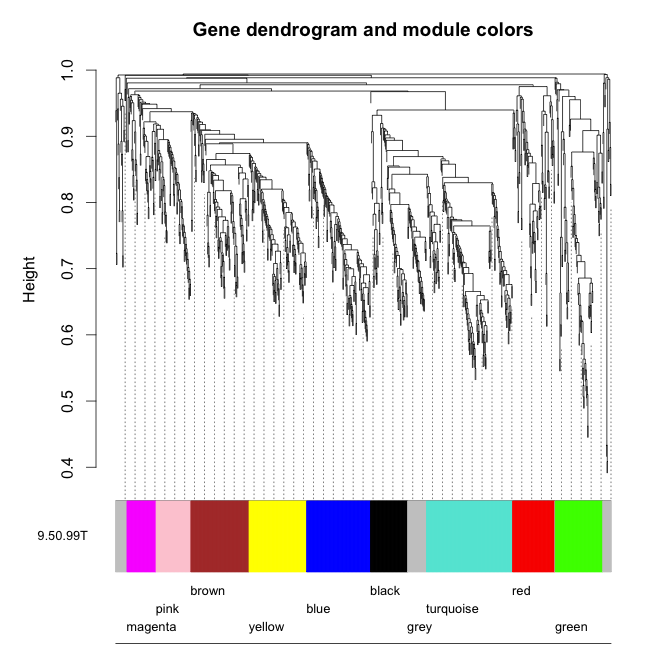 Gene dendrogram and module colors
Height
1.0
0.9
0.8
0.7
0.6
0.5
0.4
9.50.99T
brown black red
pink blue turquoise
magenta yellow grey green